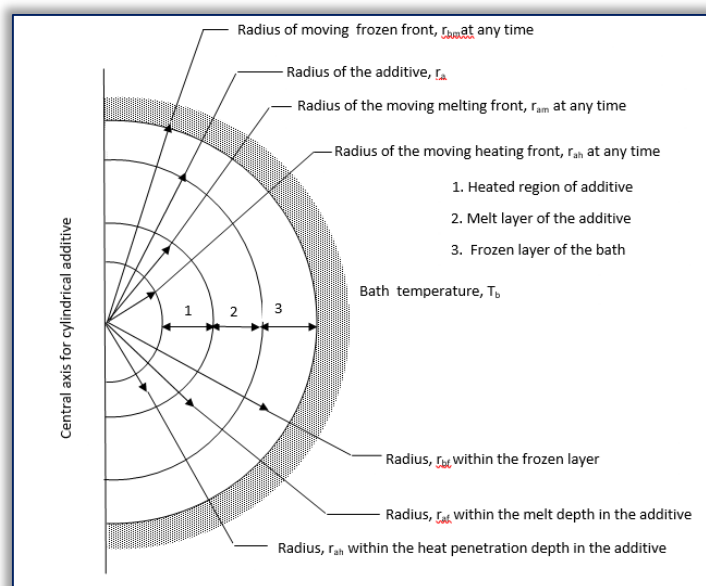 Radius of moving frozen front, rbmat any time
Radius of the additive, ra
Radius of the moving melting front, ram at any time
Radius of the moving heating front, rah at any time
1. Heated region of additive
2. Melt layer of the additive
3. Frozen layer of the bath
Bath temperature, Tb
Central axis for cylindrical additive
1
2
3
Radius, rbf within the frozen layer
Radius, raf within the melt depth in the additive
Radius, rah within the heat penetration depth in the additive